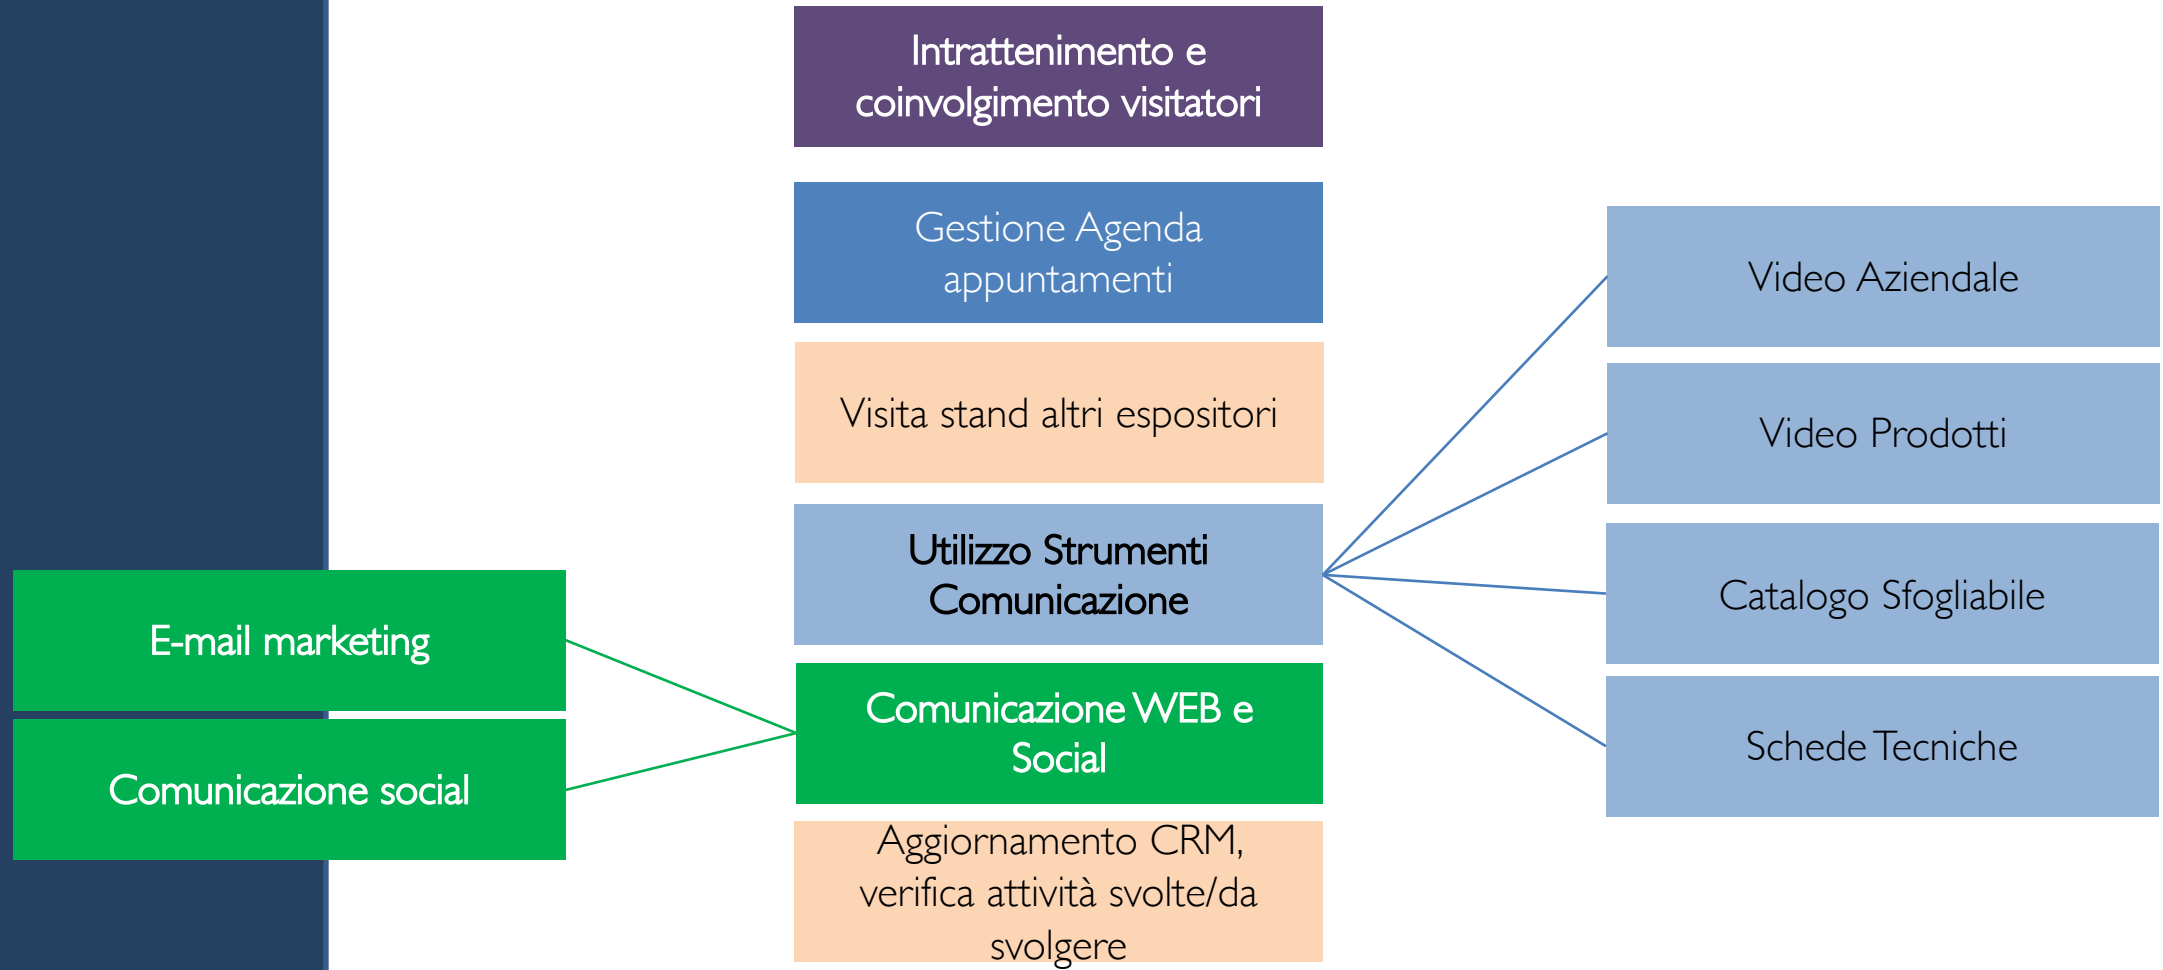 Intrattenimento e
coinvolgimento visitatori
Gestione Agenda
appuntamenti
Visita stand altri espositori
Utilizzo Strumenti
Comunicazione
Comunicazione WEB e
Social
Aggiornamento CRM,
verifica attività svolte/da
svolgere
E-mail marketing
Comunicazione social
Video Aziendale
Video Prodotti
Catalogo Sfogliabile
Schede Tecniche